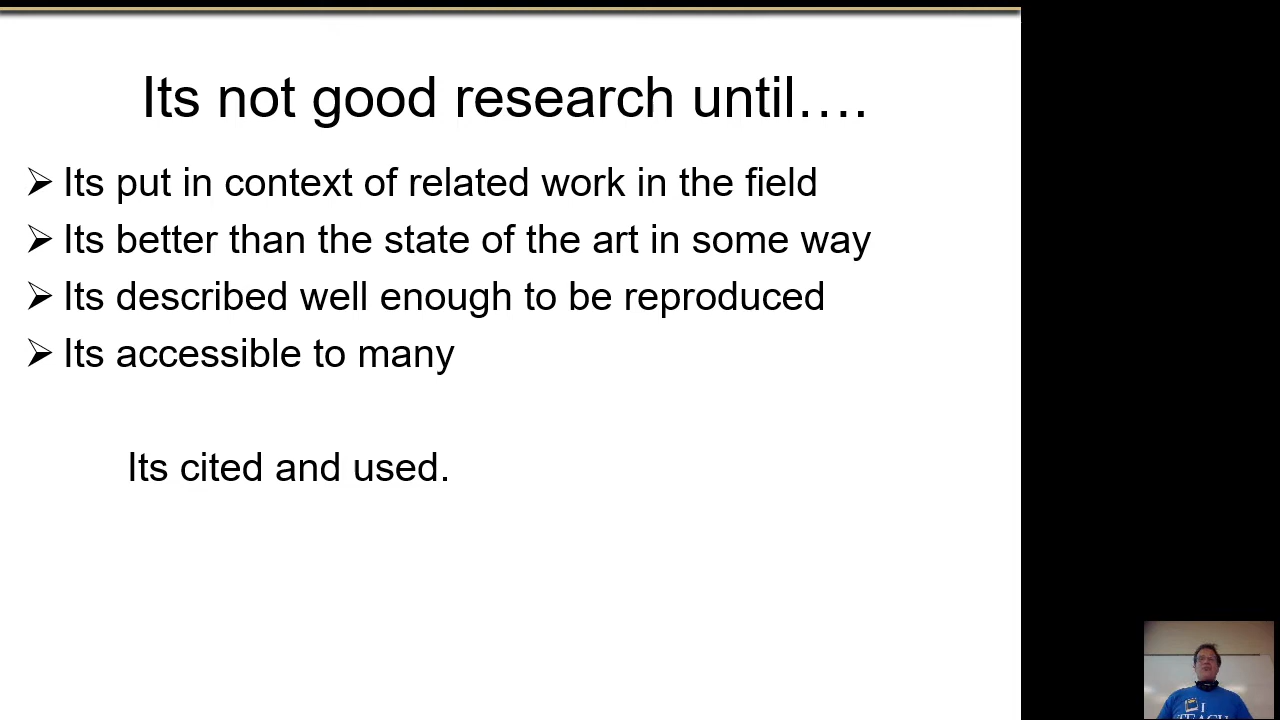 Its not good research until….
Its put in context of related work in the field
Its better than the state of the art in some way
Its described well enough to be reproduced
Its accessible to many
Its cited and used.
I
TEACH